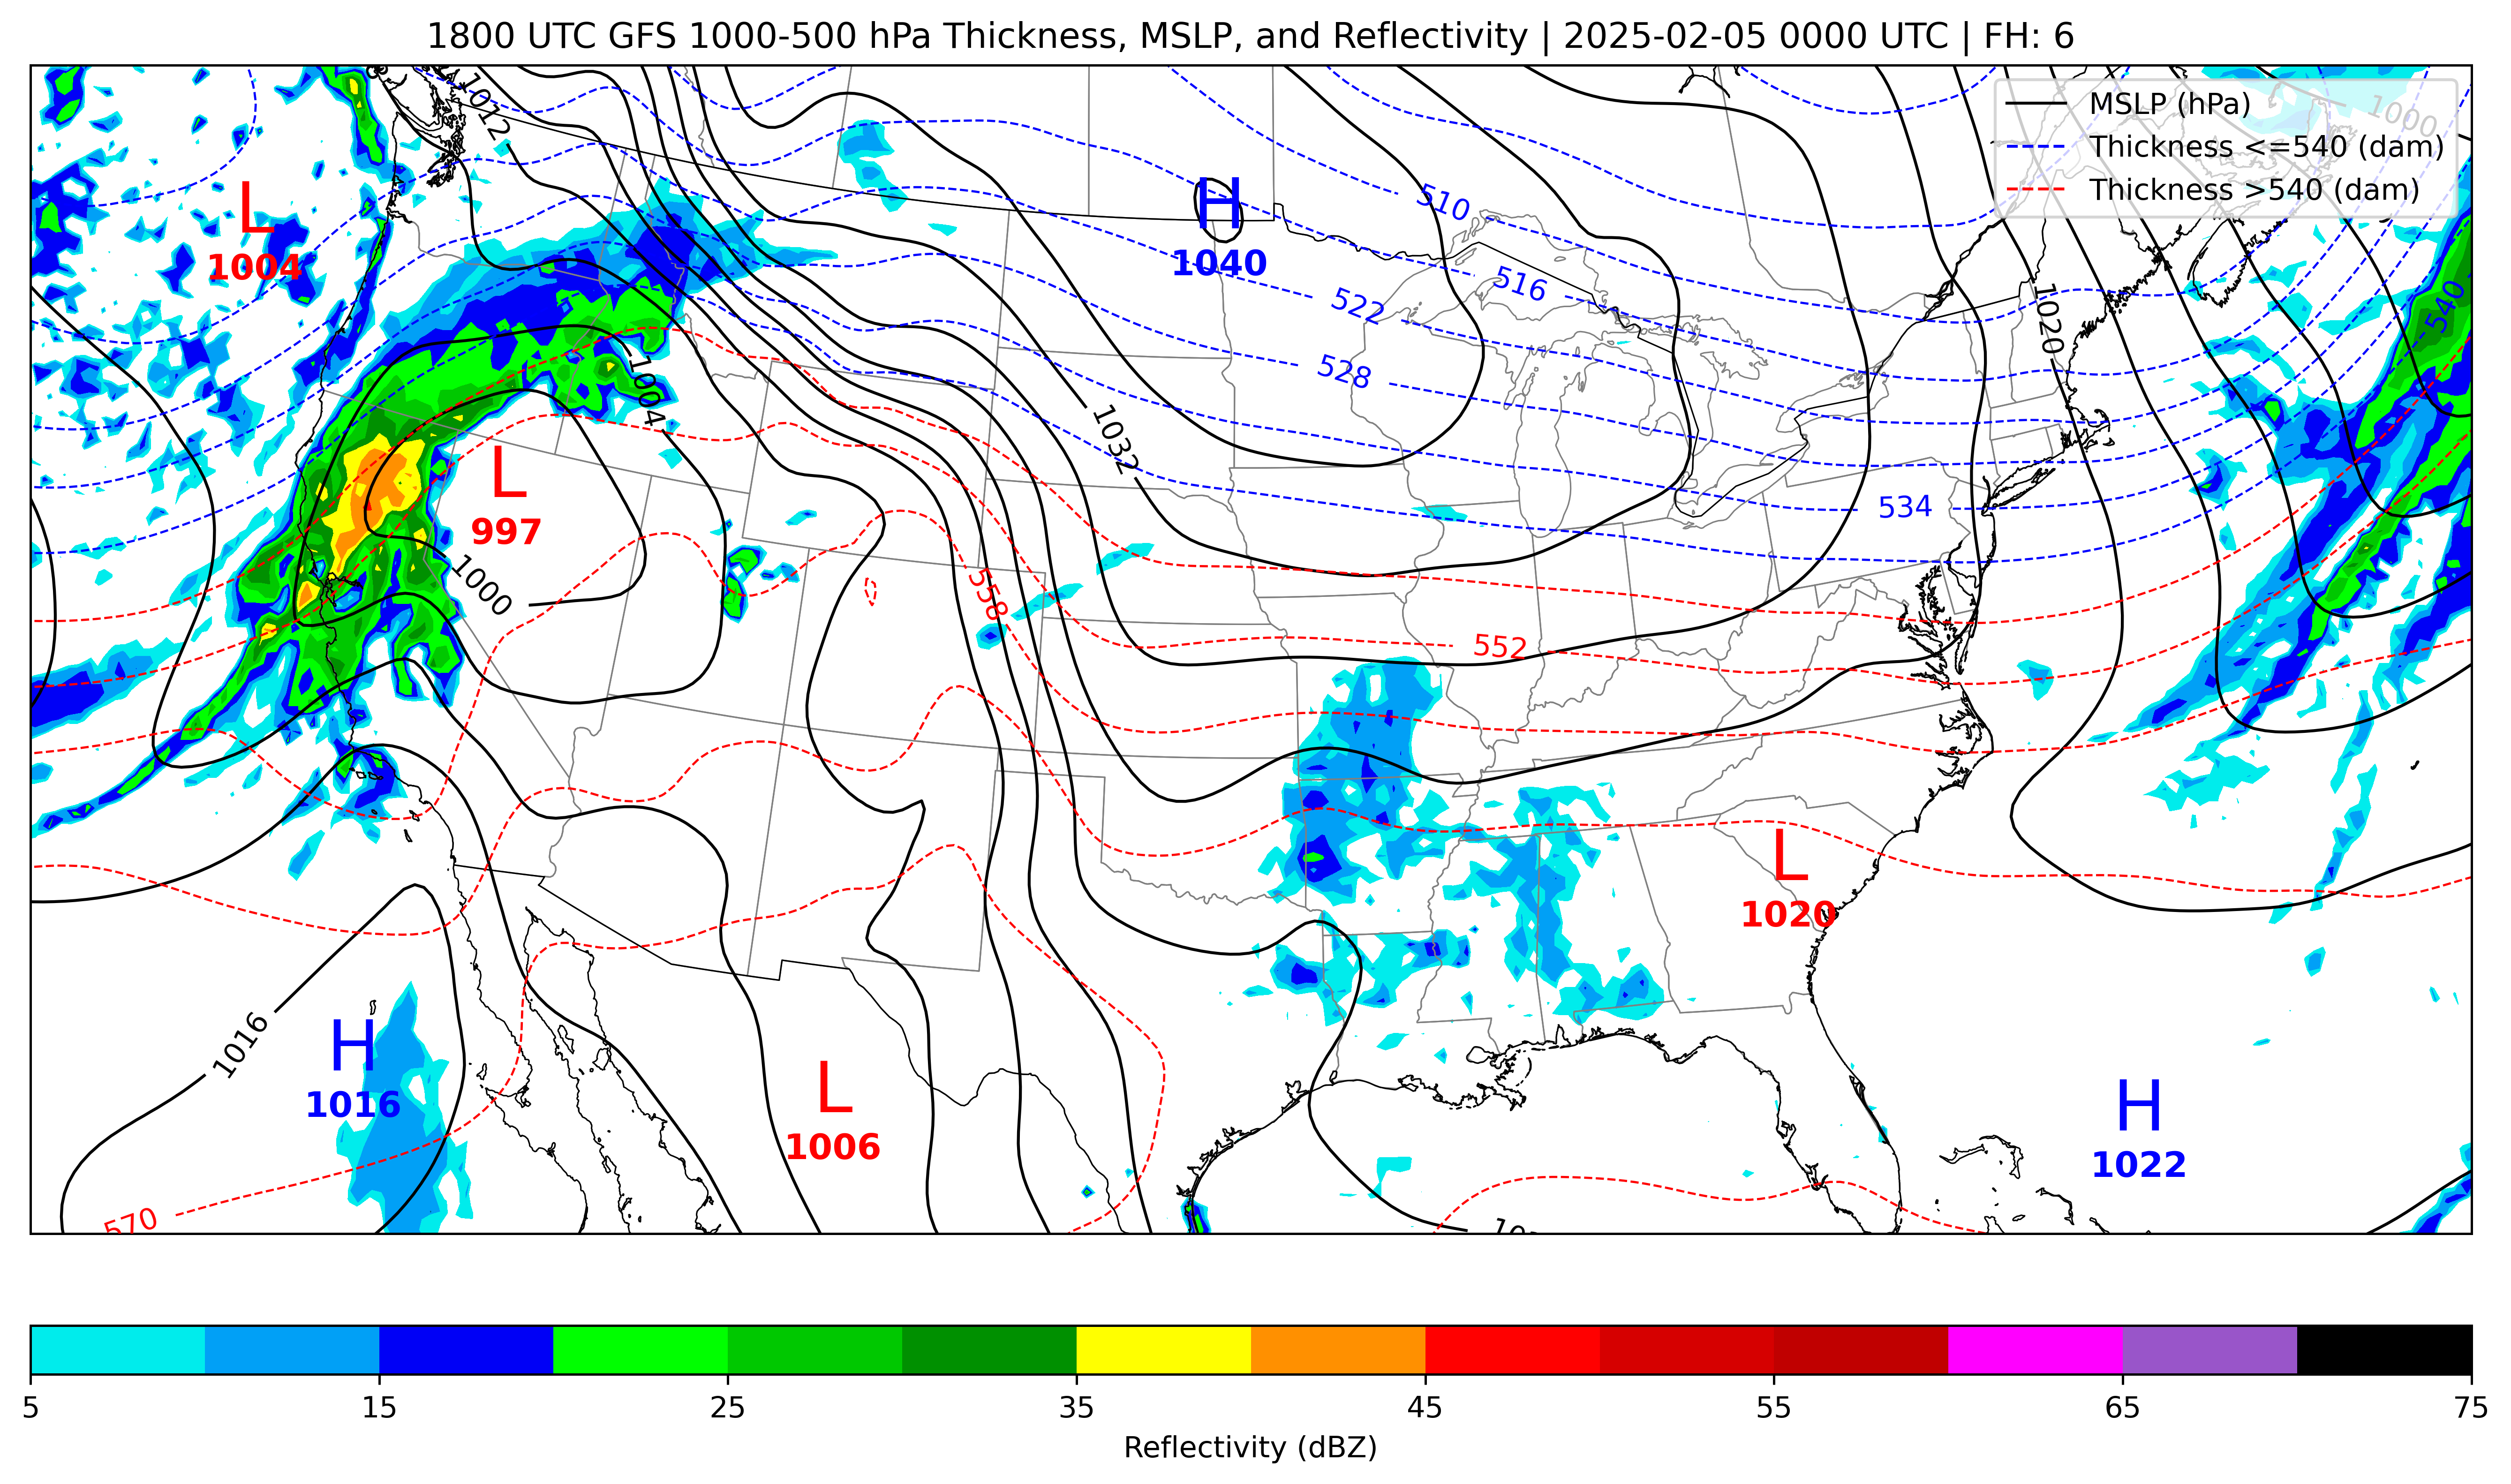 1800 UTC GFS 1000-500 hPa Thickness, MSLP, and Reflectivity | 2025-02-05 0000 UTC | FH: 6
MSLP (hPa)
Thickness <=540 (dam)
Thickness >540 (dam)
1012
1000
L
1004
H
1040
510
516
522
528
1020
540
1004
1032
L
997
534
1000
558
552
L
1020
1016
H
1016
L
1006
H
1022
570
5
15
25
35
45
55
65
75
Reflectivity (dBZ)